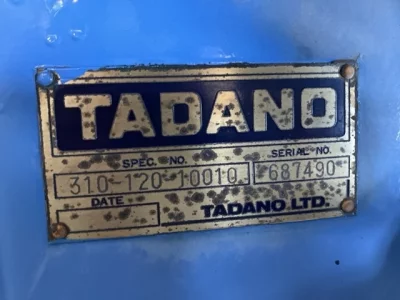 TADANO
SPEC. NO. SERIAL NO.
310-120-10010 687490
DATE
TADANO LTD.